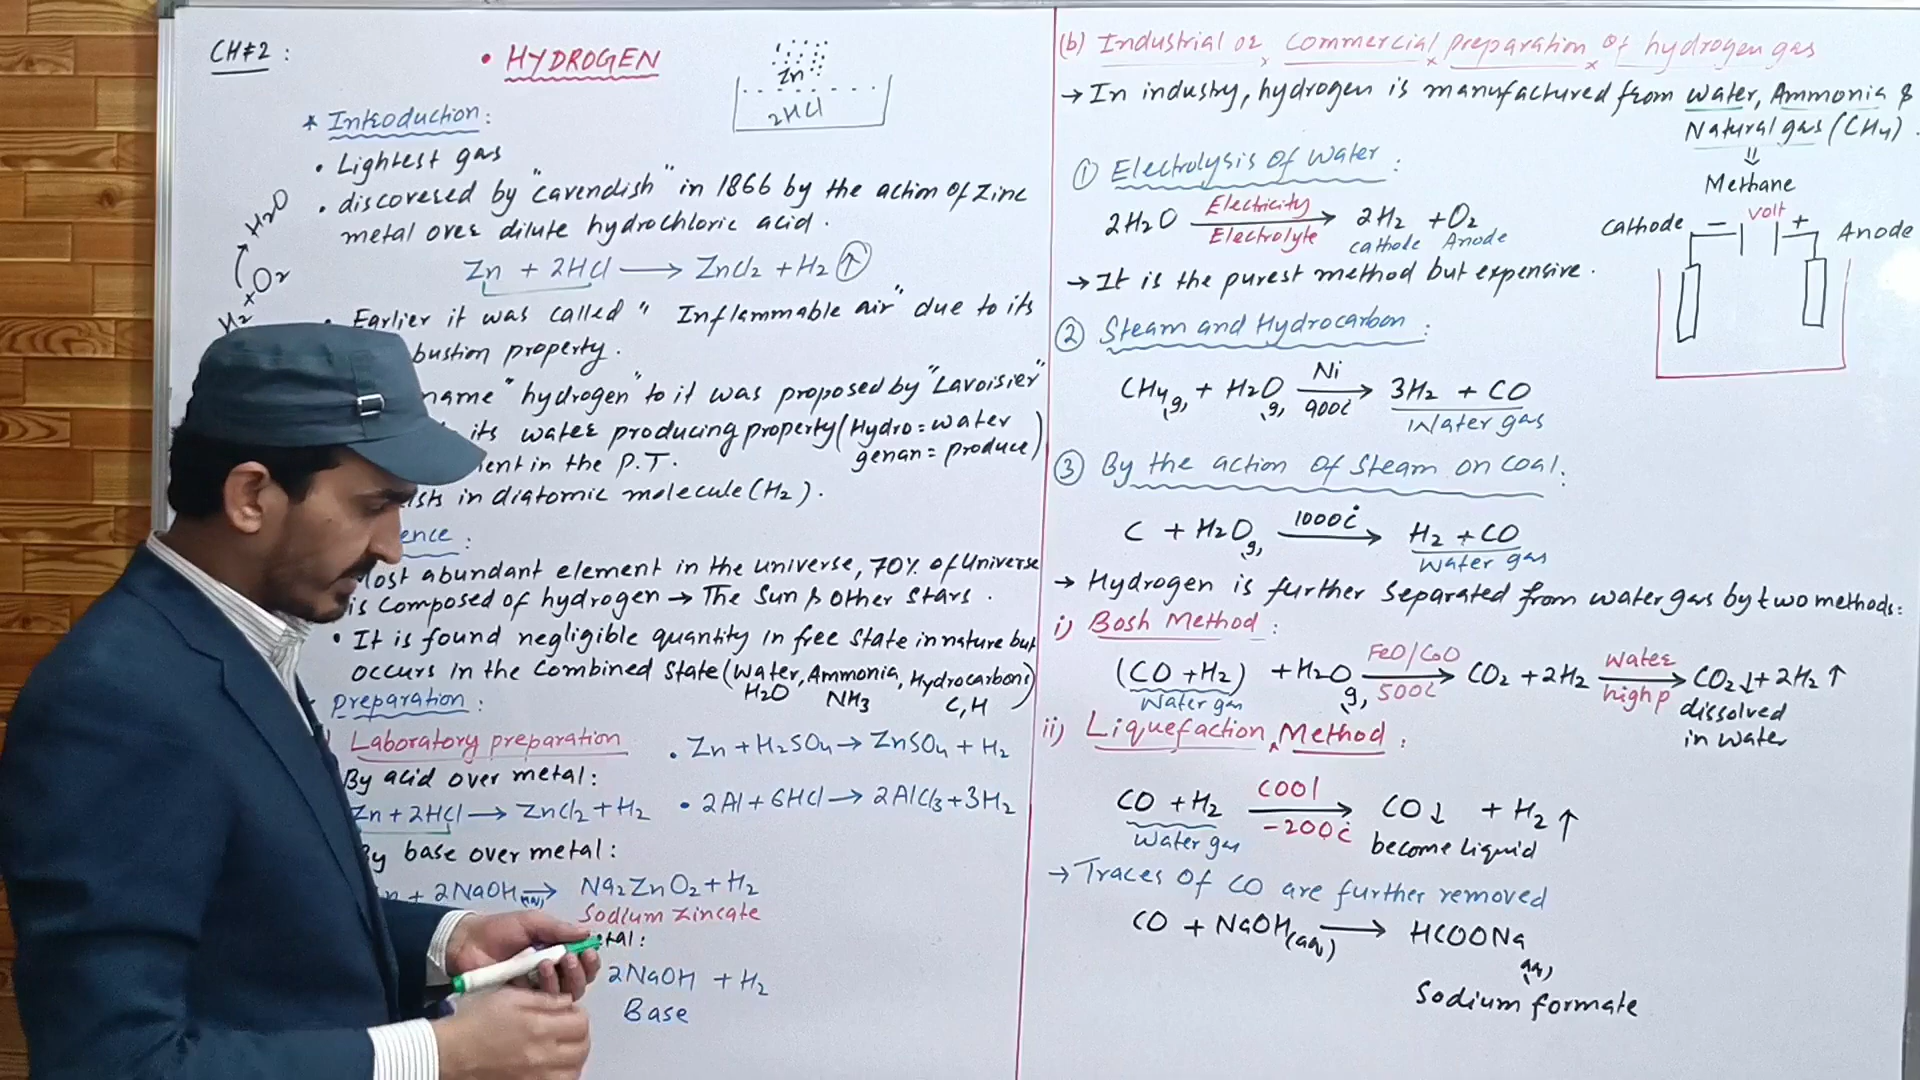 CH#2:
• HYDROGEN
Zn
2HCl
* Introduction:
• Lightest gas
• discovered by "Cavendish" in 1866 by the action of Zinc
metal over dilute hydrochloric acid.
Zn + 2HCl → ZnCl2 + H2 ↑
H2 + O2 → H2O
• Earlier it was called " Inflammable air" due to its
bustion property.
name "hydrogen" to it was proposed by "Lavoisier"
its water producing property (Hydro = water
genan = produce)
ent in the P.T.
ists in diatomic molecule (H2).
ence:
Most abundant element in the universe, 70% of Universe
is composed of hydrogen → The Sun & other stars.
• It is found negligible quantity in free state in nature but
occurs in the combined state (Water, Ammonia, Hydrocarbons)
H2O NH3 C,H
Preparation:
Laboratory preparation
By acid over metal:
Zn + 2HCl → ZnCl2 + H2
• Zn + H2SO4 → ZnSO4 + H2
• 2Al + 6HCl → 2AlCl3 + 3H2
By base over metal:
n + 2NaOH(aq) → Na2ZnO2 + H2
Sodium zincate
etal:
2NaOH + H2
Base
(b) Industrial or commercial preparation of hydrogen gas
→ In industry, hydrogen is manufactured from water, Ammonia &
Natural gas (CH4).
⇓
Methane
① Electrolysis of Water:
2H2O Electricity → Electrolyte 2H2 + O2
cathode Anode
→ It is the purest method but expensive.
Cathode − Volt + Anode
② Steam and Hydrocarbon:
CH4(g) + H2O(g) Ni → 900c 3H2 + CO
Water gas
③ By the action of steam on coal:
C + H2O(g) 1000c → H2 + CO
Water gas
→ Hydrogen is further separated from water gas by two methods:
i) Bosh Method:
(CO + H2) + H2O(g) FeO/CoO → 500c CO2 + 2H2 Water → high p CO2↓ + 2H2↑
Water gas
dissolved
in water
ii) Liquefaction Method:
CO + H2 COOl → -200c CO↓ + H2↑
Water gas
become liquid
→ Traces of CO are further removed
CO + NaOH(aq) → HCOONa
(aq)
Sodium formate